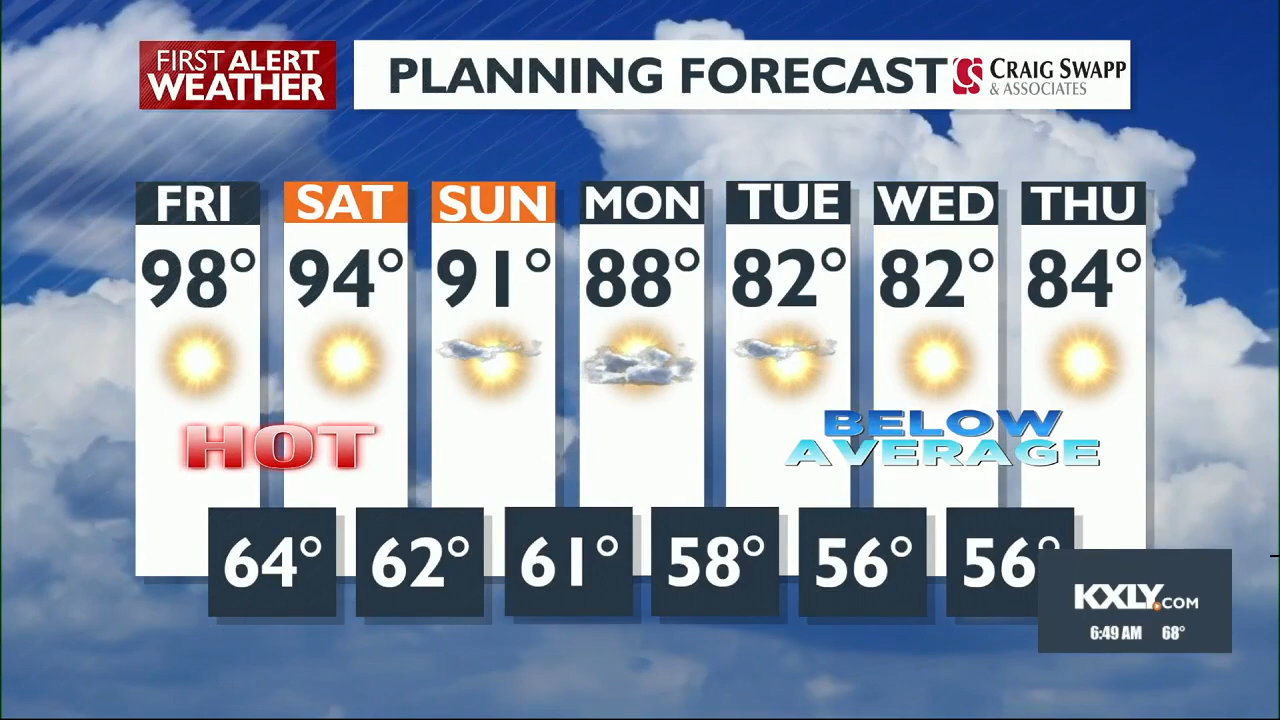 FIRST ALERT
WEATHER
PLANNING FORECAST
CRAIG SWAPP
& ASSOCIATES
FRI SAT SUN MON TUE WED THU
98° 94° 91° 88° 82° 82° 84°
HOT
BELOW
AVERAGE
64° 62° 61° 58° 56° 56°
KXLY.COM
6:49 AM 68°